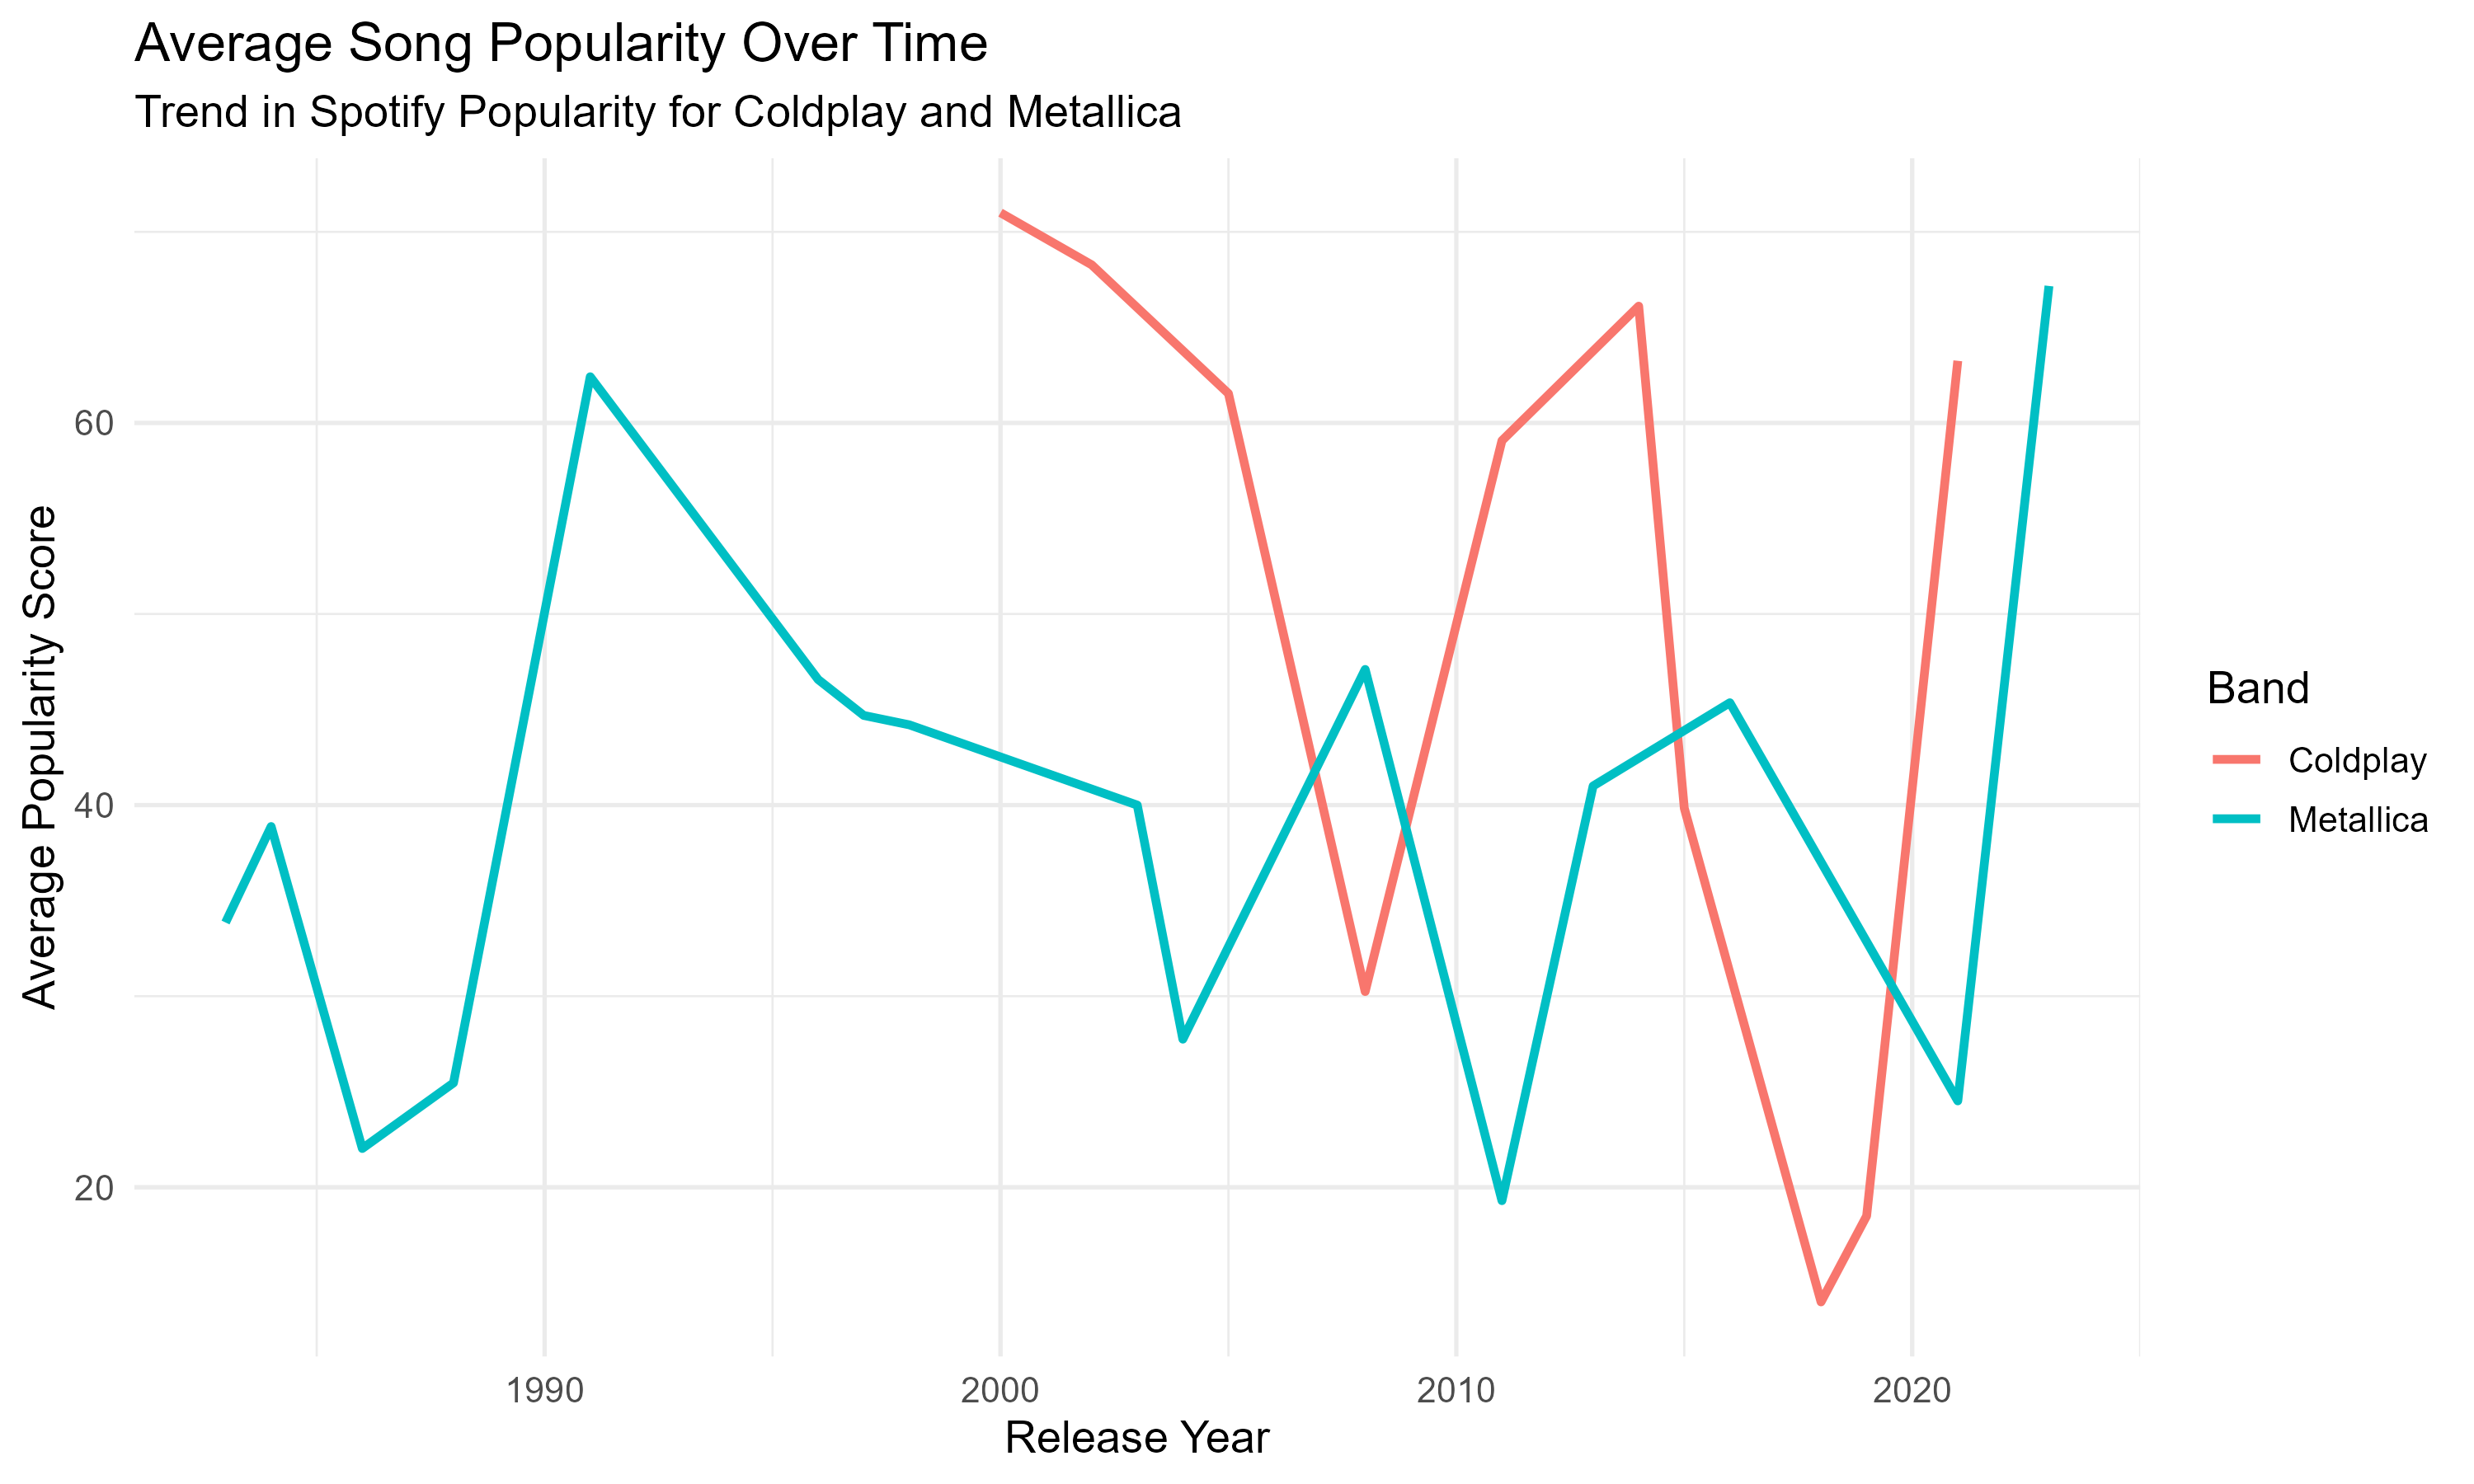 Average Song Popularity Over Time
Trend in Spotify Popularity for Coldplay and Metallica
Average Popularity Score
60
40
20
1990
2000
2010
2020
Release Year
Band
Coldplay
Metallica